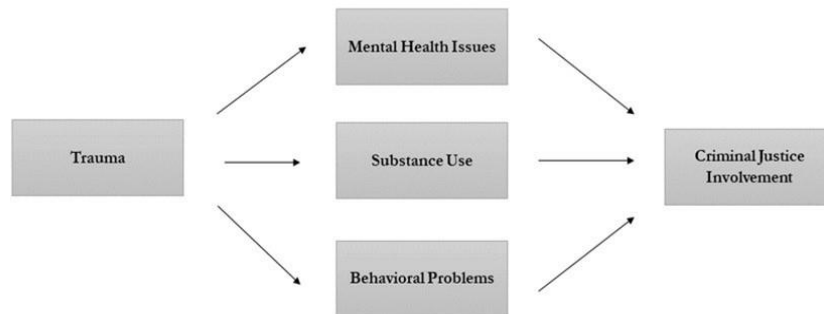 Mental Health Issues
Trauma
Substance Use
Criminal Justice
Involvement
Behavioral Problems